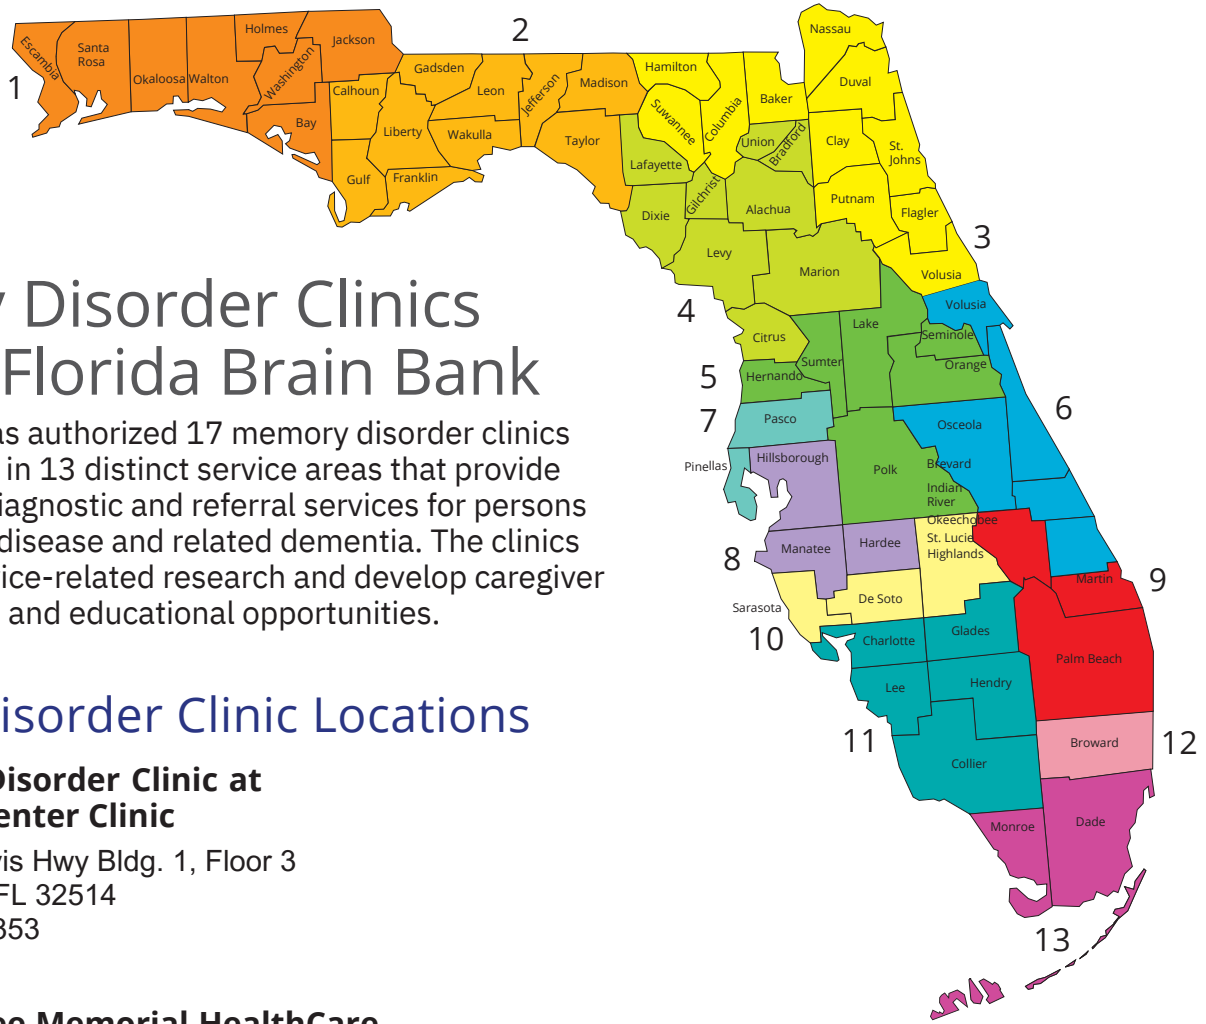 Nassau
2
Holmes
Jackson
Escambia
Santa
Rosa
Okaloosa
Walton
Washington
Gadsden
Leon
Jefferson
Madison
Hamilton
Duval
1
Calhoun
Suwannee
Columbia
Baker
Bay
Liberty
Wakulla
Taylor
Union
Bradford
Clay
St.
Johns
Lafayette
Gulf
Franklin
Gilchrist
Putnam
Dixie
Alachua
Flagler
3
Levy
Marion
Volusia
4
Volusia
Disorder Clinics
Florida Brain Bank
Citrus
Lake
Seminole
Sumter
Orange
5
Hernando
7
Pasco
6
Osceola
as authorized 17 memory disorder clinics
in 13 distinct service areas that provide
diagnostic and referral services for persons
disease and related dementia. The clinics
vice-related research and develop caregiver
and educational opportunities.
Pinellas
Hillsborough
Polk
Brevard
Indian
River
Okeechobee
St. Lucie
Highlands
8
Manatee
Hardee
Martin
9
Sarasota
De Soto
10
Charlotte
Glades
Palm Beach
Lee
Hendry
11
Broward
12
Collier
Monroe
Dade
13
Disorder Clinic Locations
Disorder Clinic at
enter Clinic
vis Hwy Bldg. 1, Floor 3
FL 32514
353
ee Memorial HealthCare